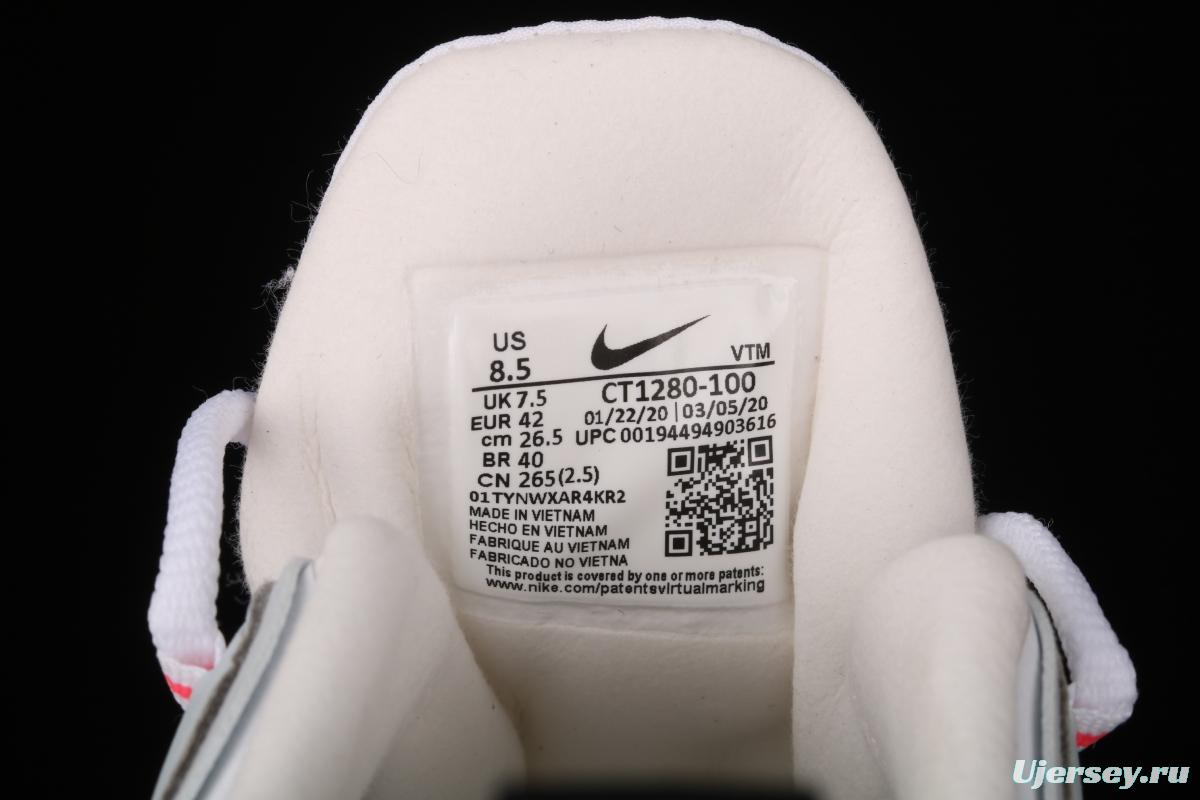 US
8.5
VTM
UK 7.5
CT1280-100
EUR 42
01/22/20 | 03/05/20
cm 26.5
UPC 00194494903616
BR 40
CN 265(2.5)
01TYNWXAR4KR2
MADE IN VIETNAM
HECHO EN VIETNAM
FABRIQUE AU VIETNAM
FABRICADO NO VIETNA
This product is covered by one or more patents:
www.nike.com/patentsvirtualmarking
Ujersey.ru